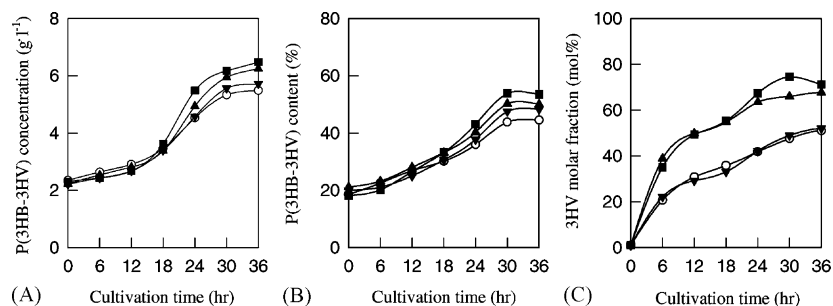 P(3HB-3HV) concentration (g·l⁻¹)
8
6
4
2
0
0 6 12 18 24 30 36
(A) Cultivation time (hr)
P(3HB-3HV) content (%)
80
60
40
20
0
0 6 12 18 24 30 36
(B) Cultivation time (hr)
3HV molar fraction (mol%)
100
80
60
40
20
0
0 6 12 18 24 30 36
(C) Cultivation time (hr)